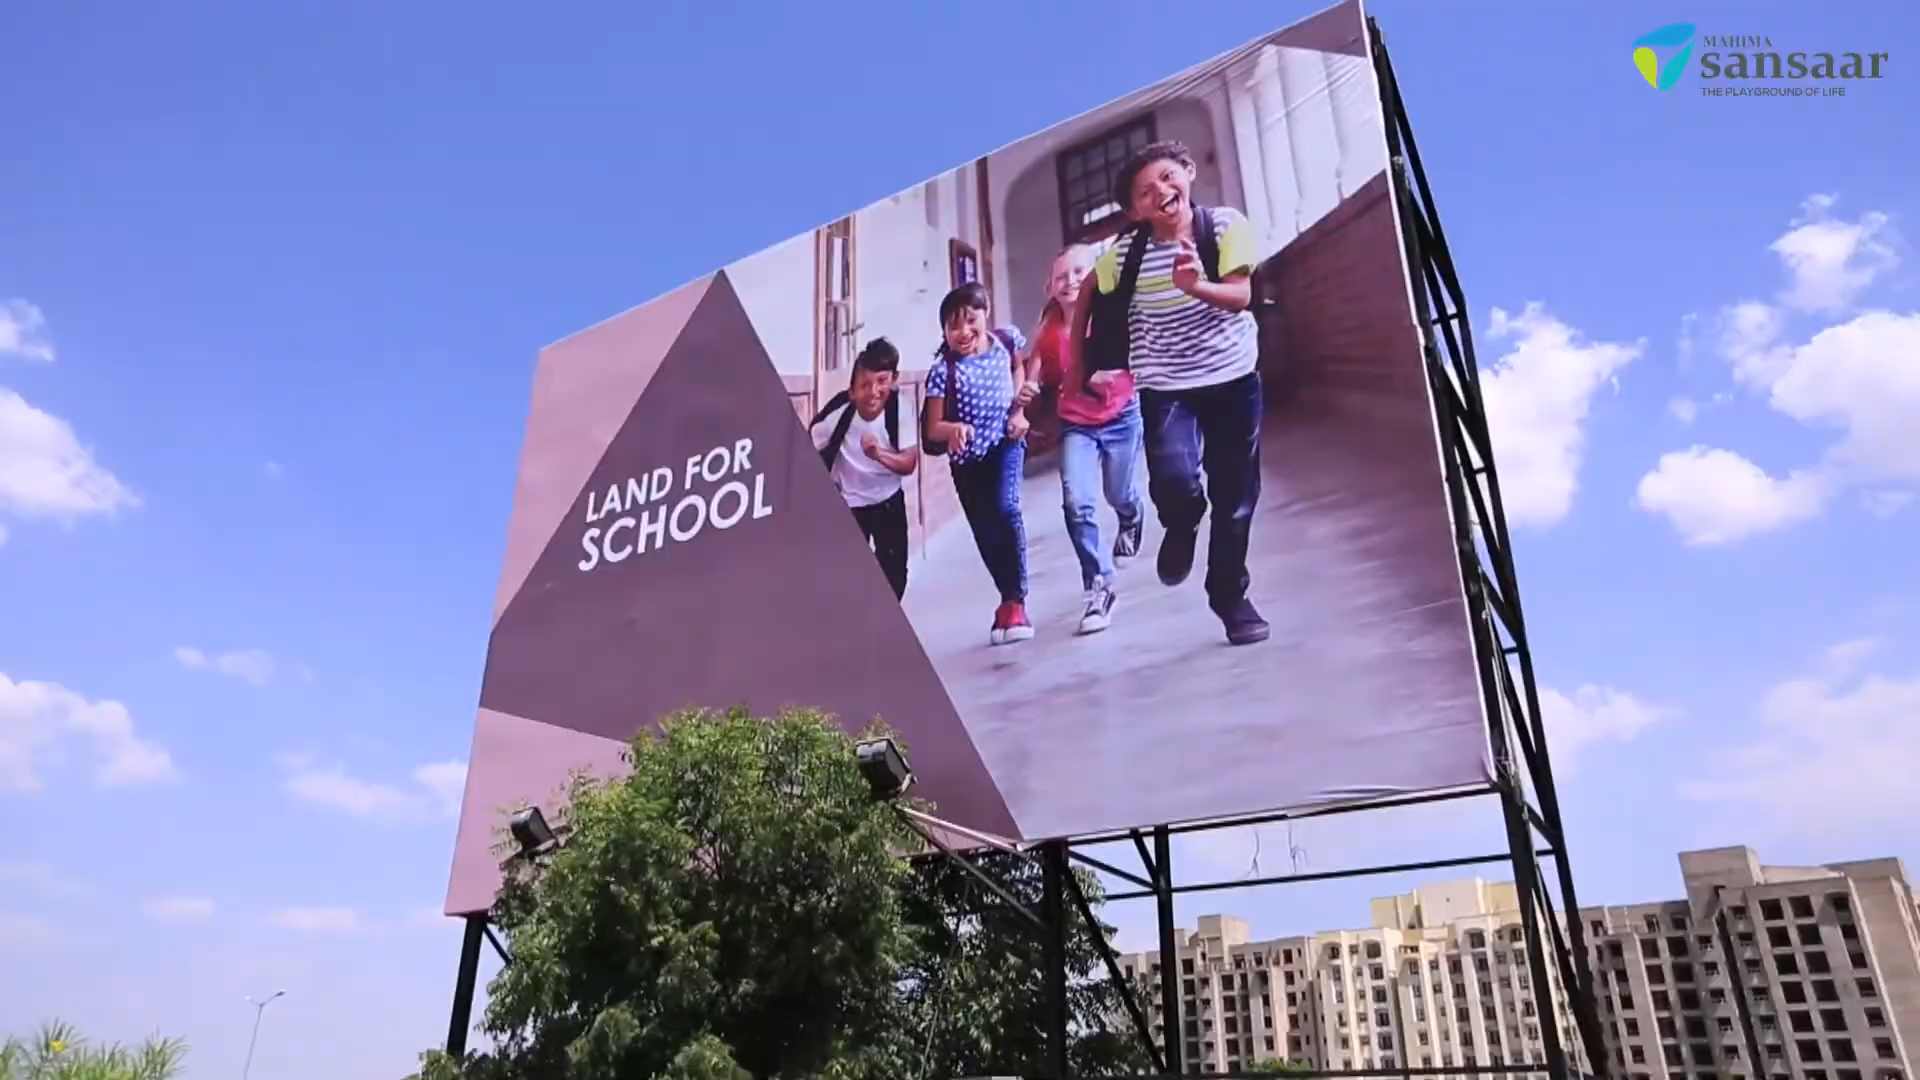 MAHIMA
sansaar
THE PLAYGROUND OF LIFE
LAND FOR
SCHOOL